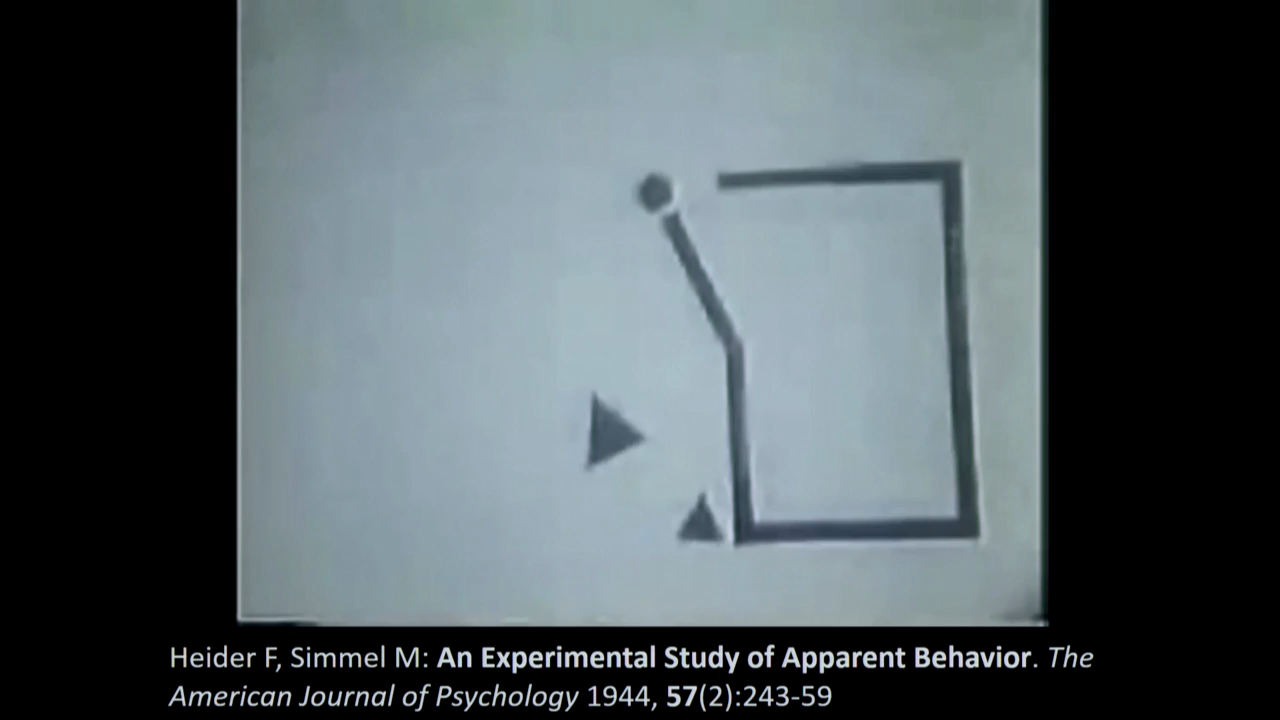 Heider F, Simmel M: An Experimental Study of Apparent Behavior. The
American Journal of Psychology 1944, 57(2):243-59